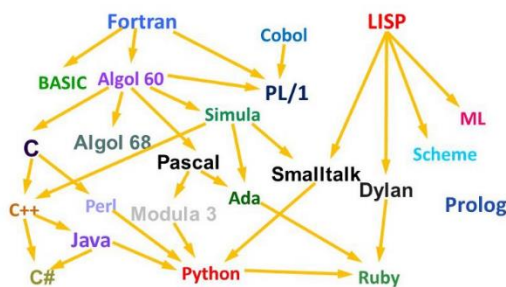 Fortran
Cobol
LISP
BASIC
Algol 60
PL/1
Simula
ML
C
Algol 68
Pascal
Smalltalk
Scheme
C++
Perl
Modula 3
Ada
Dylan
Prolog
Java
C#
Python
Ruby